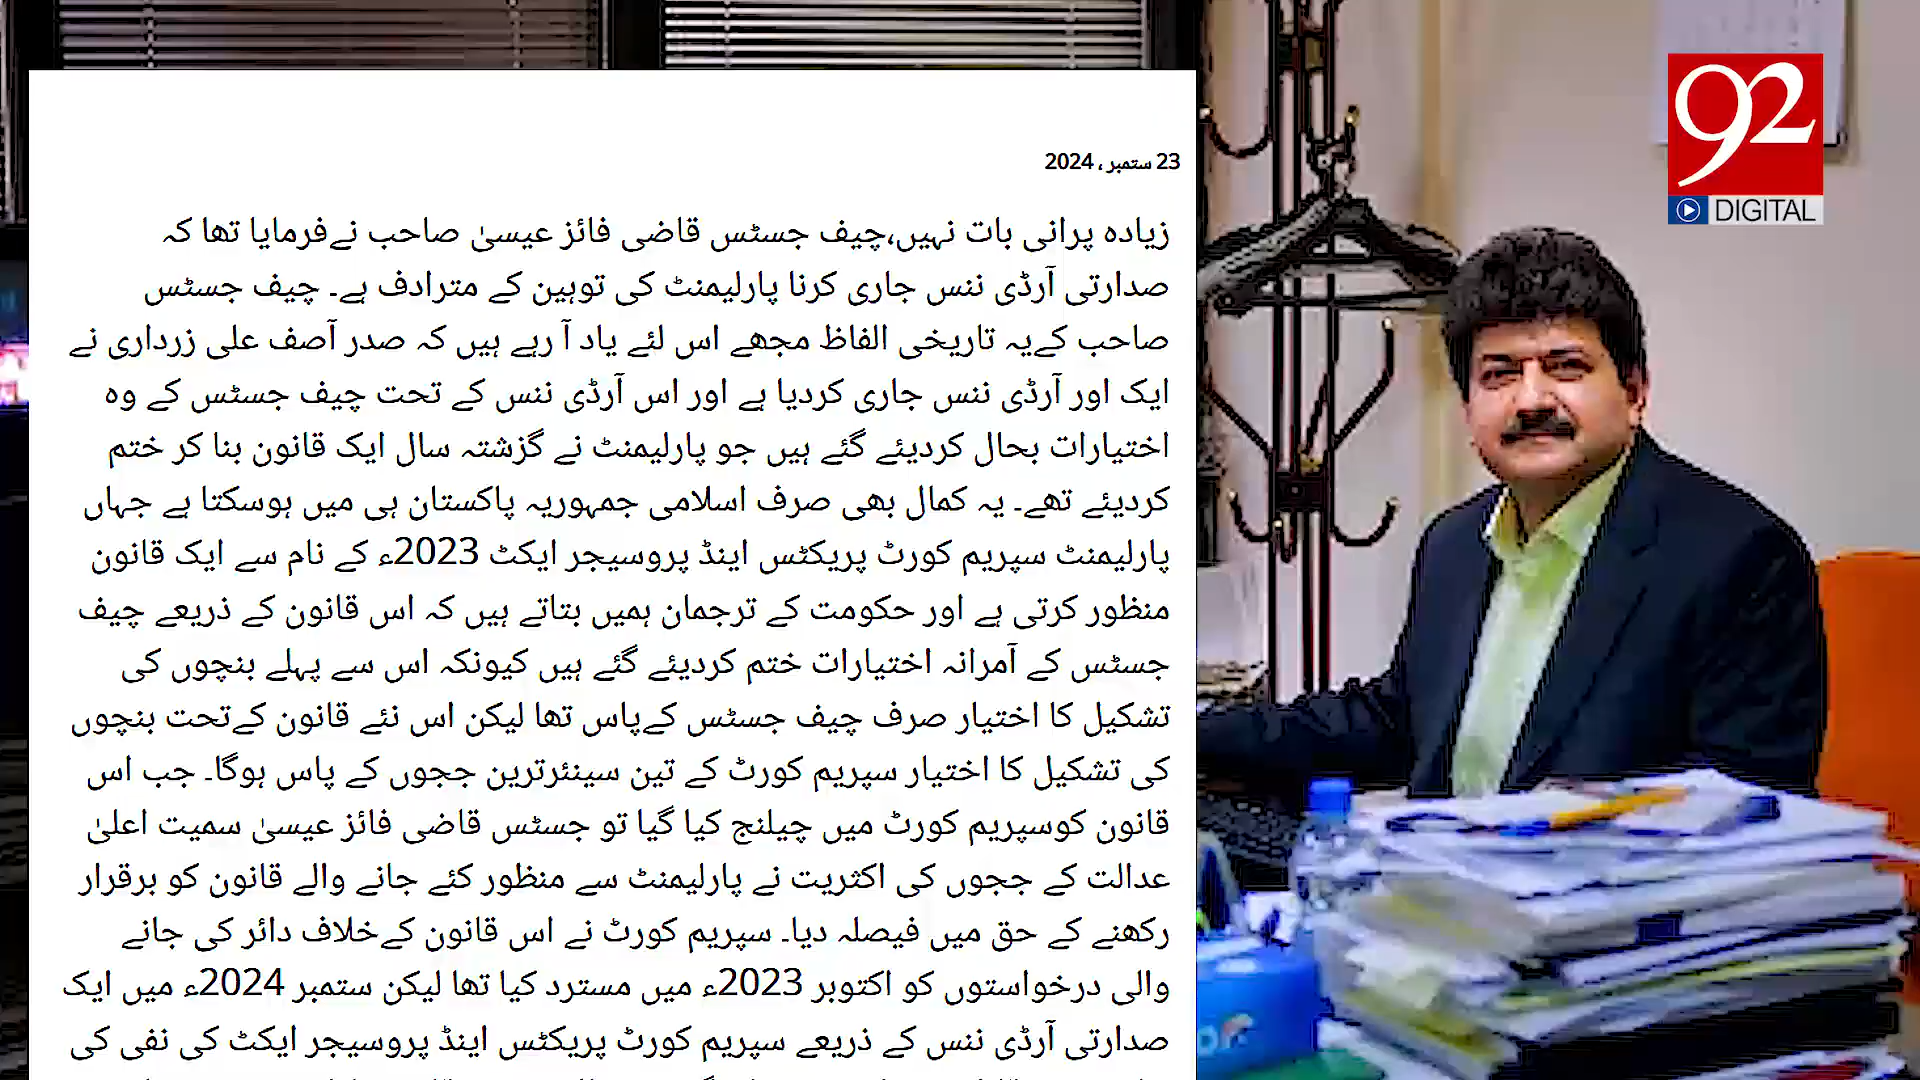 92
DIGITAL
23 ستمبر ، 2024
زیادہ پرانی بات نہیں،چیف جسٹس قاضی فائز عیسیٰ صاحب نےفرمایا تھا کہ
صدارتی آرڈی ننس جاری کرنا پارلیمنٹ کی توہین کے مترادف ہے۔ چیف جسٹس
صاحب کےیہ تاریخی الفاظ مجھے اس لئے یاد آ رہے ہیں کہ صدر آصف علی زرداری نے
ایک اور آرڈی ننس جاری کردیا ہے اور اس آرڈی ننس کے تحت چیف جسٹس کے وہ
اختیارات بحال کردیئے گئے ہیں جو پارلیمنٹ نے گزشتہ سال ایک قانون بنا کر ختم
کردیئے تھے۔ یہ کمال بھی صرف اسلامی جمہوریہ پاکستان ہی میں ہوسکتا ہے جہاں
پارلیمنٹ سپریم کورٹ پریکٹس اینڈ پروسیجر ایکٹ 2023ء کے نام سے ایک قانون
منظور کرتی ہے اور حکومت کے ترجمان ہمیں بتاتے ہیں کہ اس قانون کے ذریعے چیف
جسٹس کے آمرانہ اختیارات ختم کردیئے گئے ہیں کیونکہ اس سے پہلے بنچوں کی
تشکیل کا اختیار صرف چیف جسٹس کےپاس تھا لیکن اس نئے قانون کےتحت بنچوں
کی تشکیل کا اختیار سپریم کورٹ کے تین سینئرترین ججوں کے پاس ہوگا۔ جب اس
قانون کوسپریم کورٹ میں چیلنج کیا گیا تو جسٹس قاضی فائز عیسیٰ سمیت اعلیٰ
عدالت کے ججوں کی اکثریت نے پارلیمنٹ سے منظور کئے جانے والے قانون کو برقرار
رکھنے کے حق میں فیصلہ دیا۔ سپریم کورٹ نے اس قانون کےخلاف دائر کی جانے
والی درخواستوں کو اکتوبر 2023ء میں مسترد کیا تھا لیکن ستمبر 2024ء میں ایک
صدارتی آرڈی ننس کے ذریعے سپریم کورٹ پریکٹس اینڈ پروسیجر ایکٹ کی نفی کی